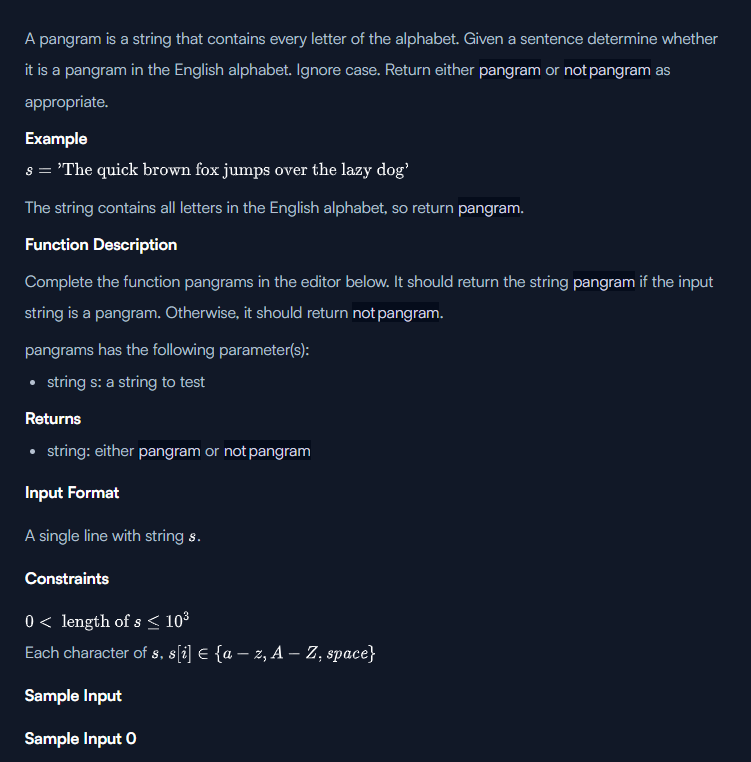 A pangram is a string that contains every letter of the alphabet. Given a sentence determine whether
it is a pangram in the English alphabet. Ignore case. Return either pangram or not pangram as
appropriate.
Example
s = 'The quick brown fox jumps over the lazy dog'
The string contains all letters in the English alphabet, so return pangram.
Function Description
Complete the function pangrams in the editor below. It should return the string pangram if the input
string is a pangram. Otherwise, it should return not pangram.
pangrams has the following parameter(s):
• string s: a string to test
Returns
• string: either pangram or not pangram
Input Format
A single line with string s.
Constraints
0 < length of s ≤ 10³
Each character of s, s[i] ∈ {a − z, A − Z, space}
Sample Input
Sample Input 0